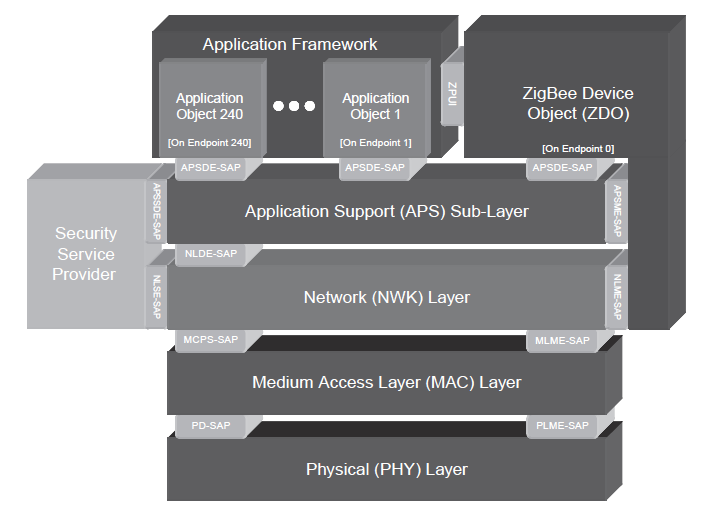 Application Framework
Application
Object 240
[On Endpoint 240]
Application
Object 1
[On Endpoint 1]
ZPUI
ZigBee Device
Object (ZDO)
[On Endpoint 0]
APSDE-SAP
APSDE-SAP
APSDE-SAP
Security
Service
Provider
APSSDE-SAP
Application Support (APS) Sub-Layer
APSME-SAP
NLDE-SAP
NLSE-SAP
Network (NWK) Layer
NLME-SAP
MCPS-SAP
MLME-SAP
Medium Access Layer (MAC) Layer
PD-SAP
PLME-SAP
Physical (PHY) Layer